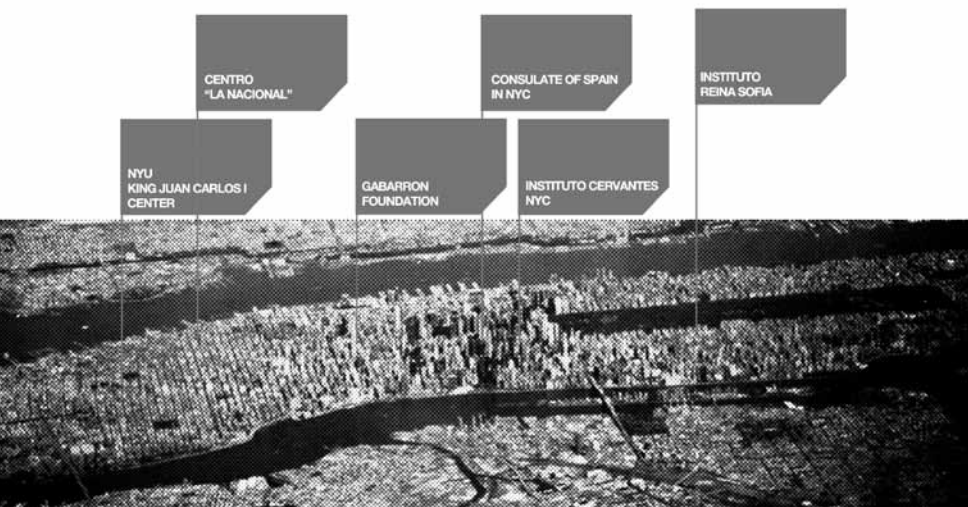 CENTRO
"LA NACIONAL"
CONSULATE OF SPAIN
IN NYC
INSTITUTO
REINA SOFIA
NYU
KING JUAN CARLOS I
CENTER
GABARRON
FOUNDATION
INSTITUTO CERVANTES
NYC